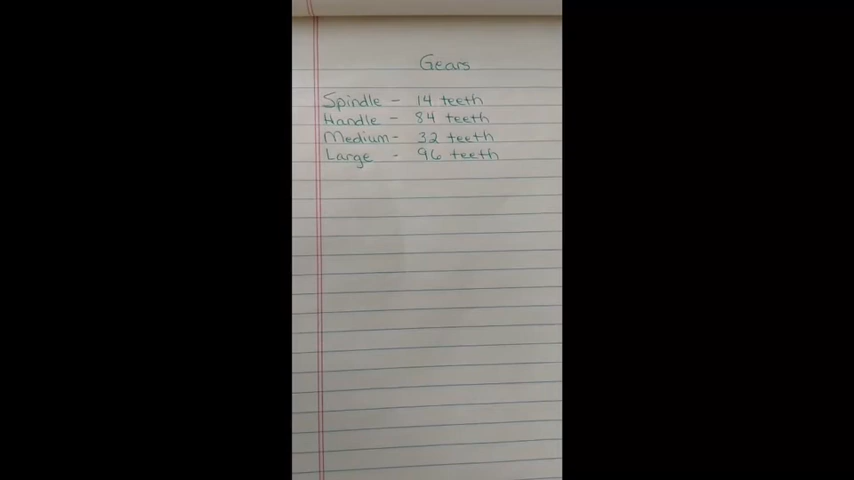 Gears
Spindle - 14 teeth
Handle - 84 teeth
Medium - 32 teeth
Large - 96 teeth